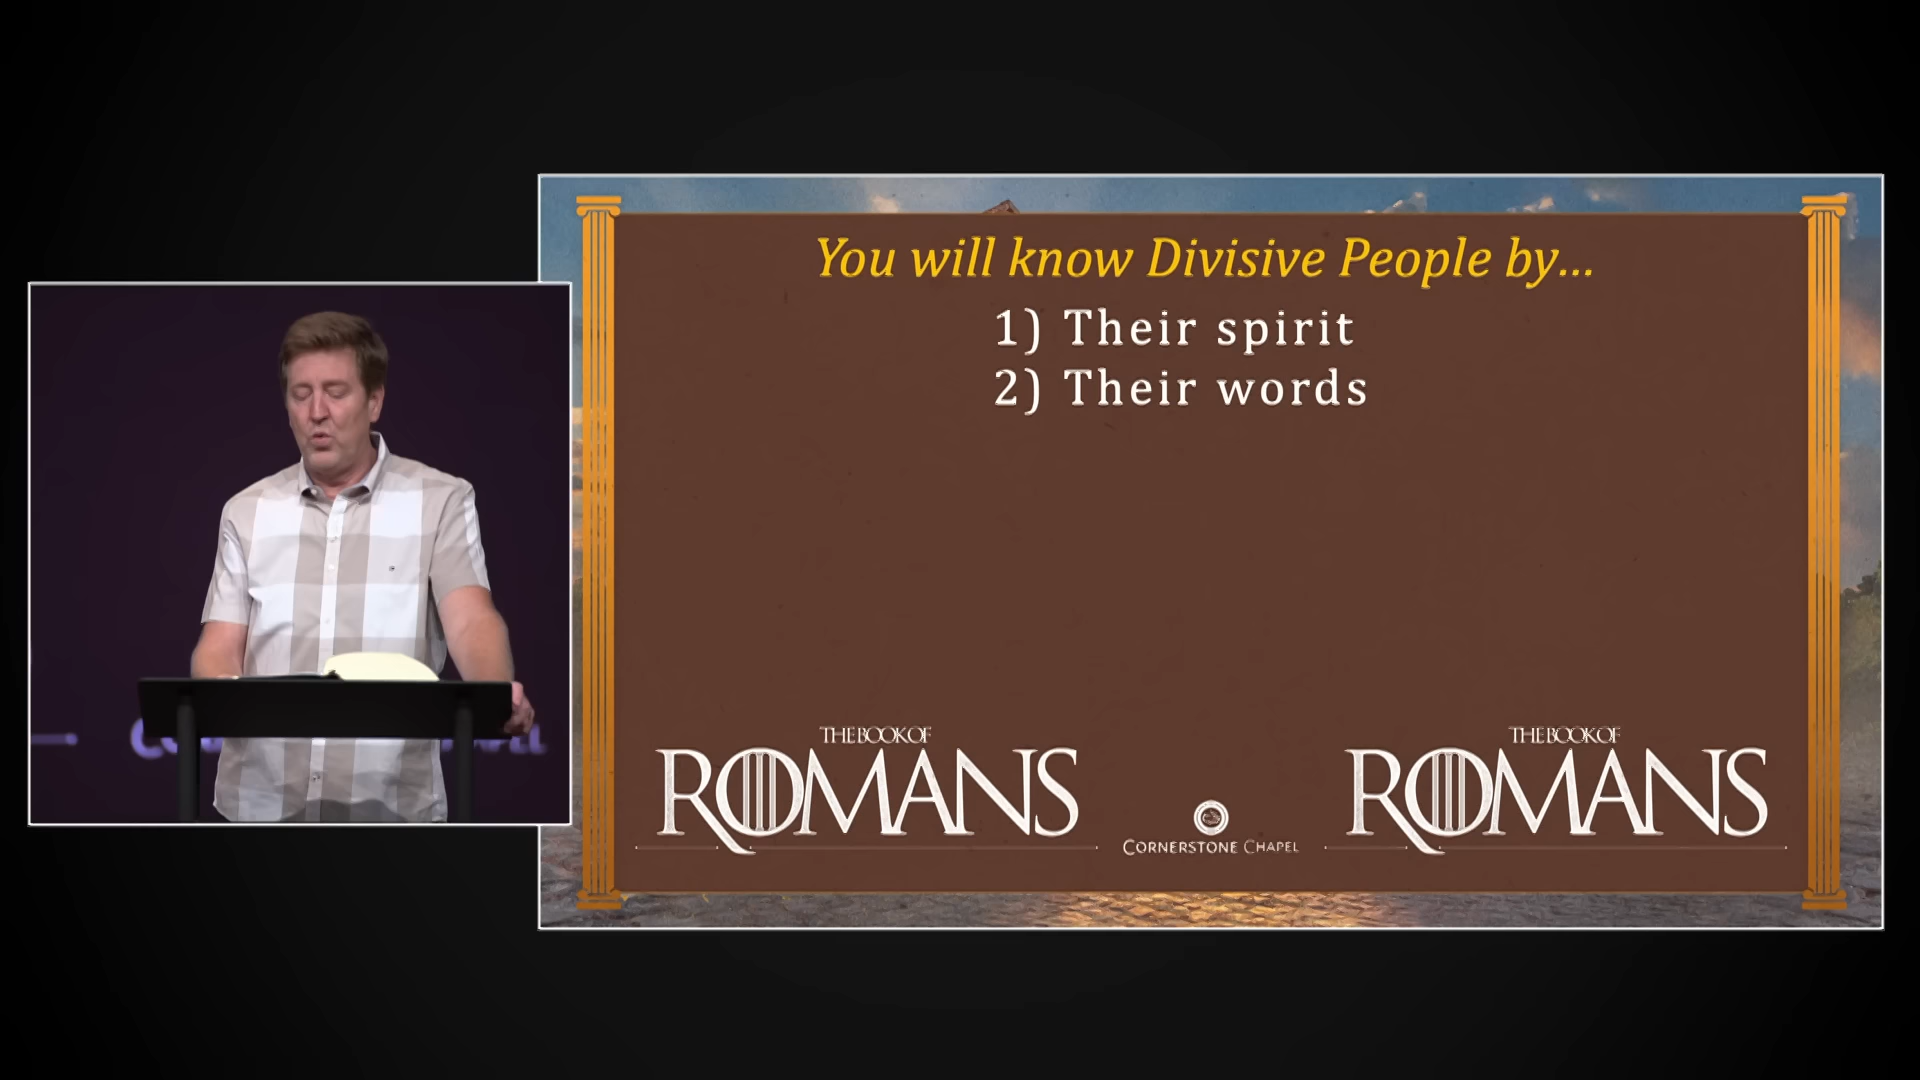 You will know Divisive People by...
1) Their spirit
2) Their words
THE BOOK OF
ROMANS
CORNERSTONE CHAPEL
THE BOOK OF
ROMANS